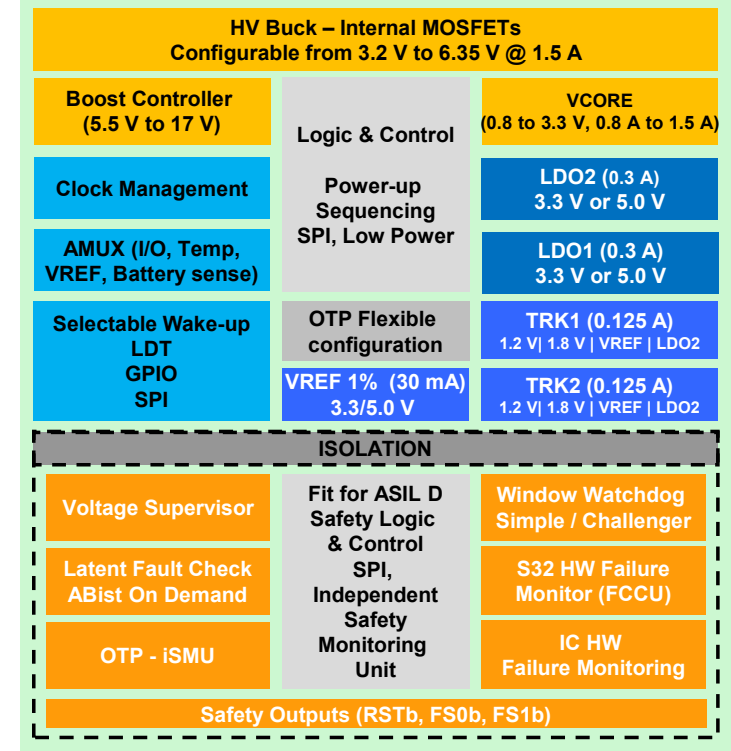 HV Buck – Internal MOSFETs
Configurable from 3.2 V to 6.35 V @ 1.5 A
Boost Controller
(5.5 V to 17 V)
Logic & Control
Power-up
Sequencing
SPI, Low Power
VCORE
(0.8 to 3.3 V, 0.8 A to 1.5 A)
Clock Management
LDO2 (0.3 A)
3.3 V or 5.0 V
AMUX (I/O, Temp,
VREF, Battery sense)
LDO1 (0.3 A)
3.3 V or 5.0 V
Selectable Wake-up
LDT
GPIO
SPI
OTP Flexible
configuration
TRK1 (0.125 A)
1.2 V| 1.8 V | VREF | LDO2
VREF 1% (30 mA)
3.3/5.0 V
TRK2 (0.125 A)
1.2 V| 1.8 V | VREF | LDO2
ISOLATION
Voltage Supervisor
Fit for ASIL D
Safety Logic
& Control
SPI,
Independent
Safety
Monitoring
Unit
Window Watchdog
Simple / Challenger
Latent Fault Check
ABist On Demand
S32 HW Failure
Monitor (FCCU)
OTP - iSMU
IC HW
Failure Monitoring
Safety Outputs (RSTb, FS0b, FS1b)